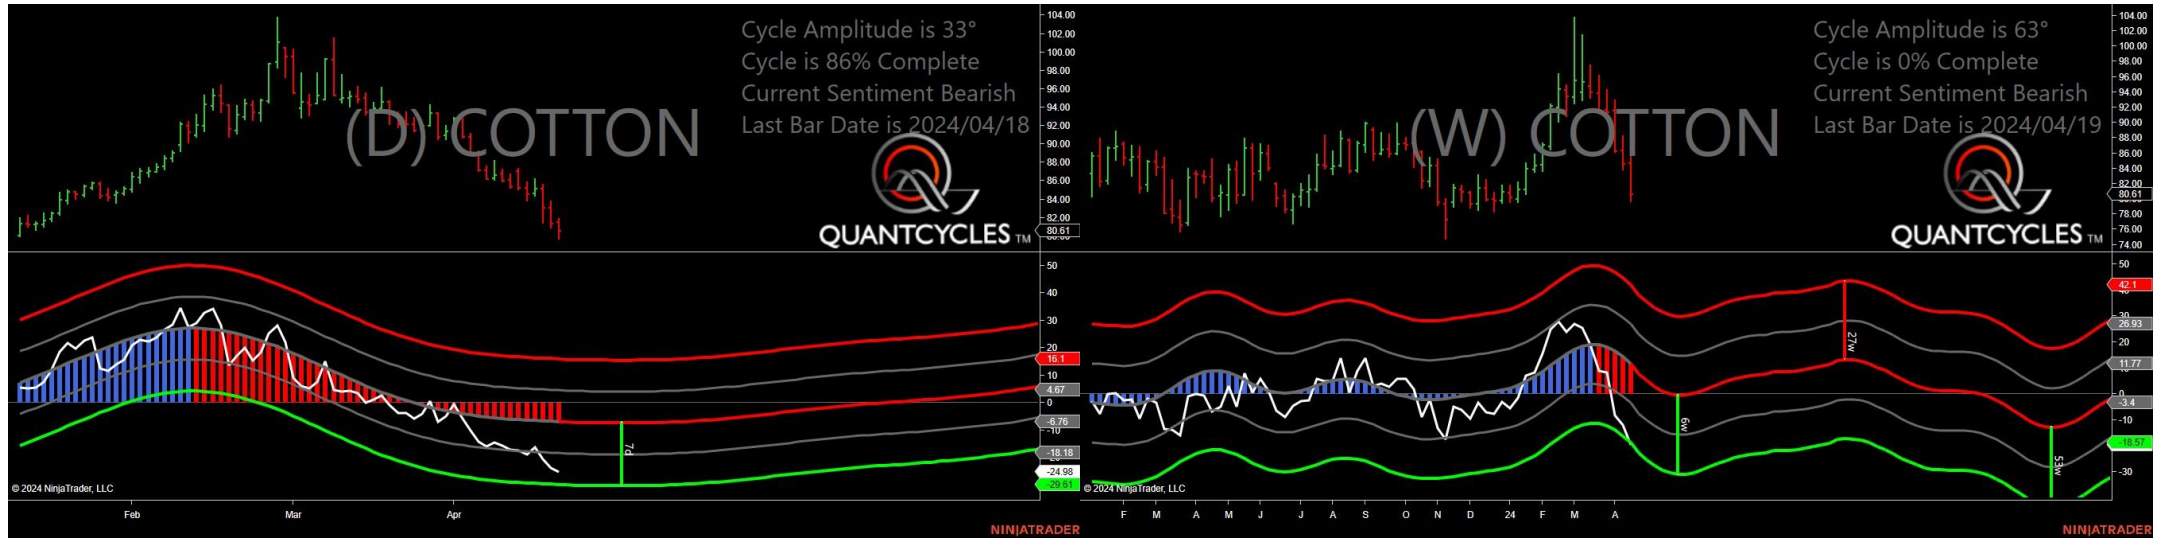 Cycle Amplitude is 33°
Cycle is 86% Complete
Current Sentiment Bearish
Last Bar Date is 2024/04/18
(D) COTTON
QUANTCYCLES TM
104.00
102.00
100.00
98.00
96.00
94.00
92.00
90.00
88.00
86.00
84.00
82.00
80.61
50
40
30
20
16.1
4.67
0
-6.76
-10
-18.18
-24.98
-29.61
7d
© 2024 NinjaTrader, LLC
Feb Mar Apr
NINJATRADER
Cycle Amplitude is 63°
Cycle is 0% Complete
Current Sentiment Bearish
Last Bar Date is 2024/04/19
(W) COTTON
QUANTCYCLES TM
104.00
102.00
100.00
98.00
96.00
94.00
92.00
90.00
88.00
86.00
84.00
82.00
80.61
78.00
76.00
74.00
50
42.1
30
26.93
20
11.77
0
-3.4
-10
-18.57
-30
6w
27w
53w
© 2024 NinjaTrader, LLC
F M A M J J A S O N D 24 F M A
NINJATRADER